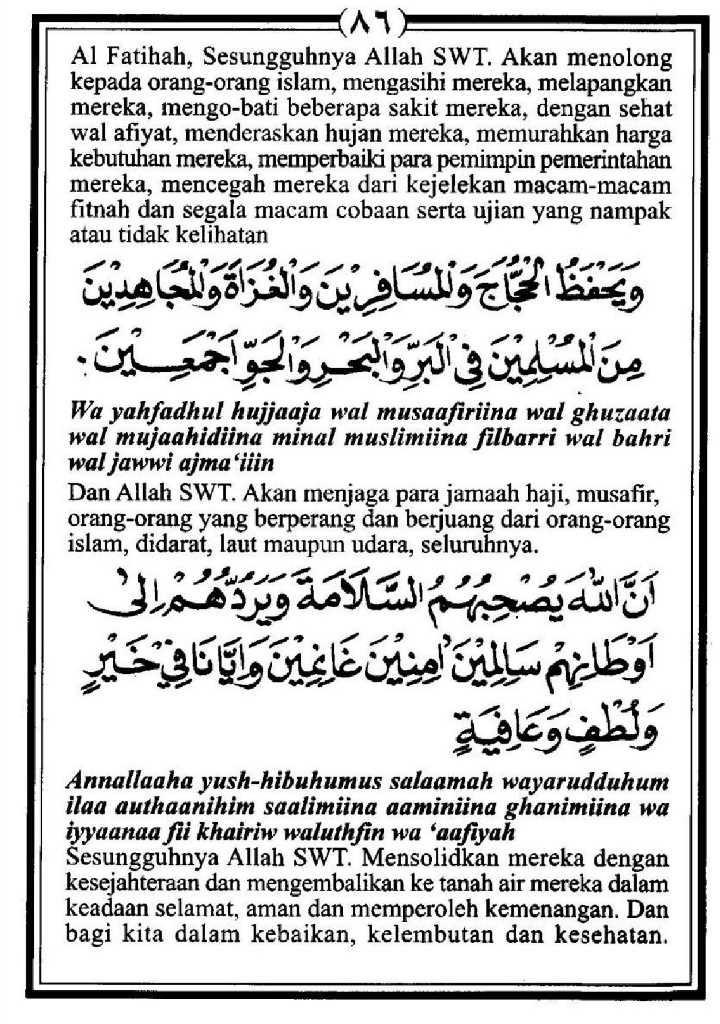 (٨٦)
Al Fatihah, Sesungguhnya Allah SWT. Akan menolong
kepada orang-orang islam, mengasihi mereka, melapangkan
mereka, mengo-bati beberapa sakit mereka, dengan sehat
wal afiyat, menderaskan hujan mereka, memurahkan harga
kebutuhan mereka, memperbaiki para pemimpin pemerintahan
mereka, mencegah mereka dari kejelekan macam-macam
fitnah dan segala macam cobaan serta ujian yang nampak
atau tidak kelihatan
وَيَحْفَظُ الْحُجَّاجَ وَالْمُسَافِرِيْنَ وَالْغُزَاةَ وَالْمُجَاهِدِيْنَ
مِنَ الْمُسْلِمِيْنَ فِى الْبَرِّ وَالْبَحْرِ وَالْجَوِّ اَجْمَعِـيْنَ .
Wa yahfadhul hujjaaja wal musaafiriina wal ghuzaata
wal mujaahidiina minal muslimiina filbarri wal bahri
wal jawwi ajma‘iiin
Dan Allah SWT. Akan menjaga para jamaah haji, musafir,
orang-orang yang berperang dan berjuang dari orang-orang
islam, didarat, laut maupun udara, seluruhnya.
اَنَّ اللهَ يُصْحِبُهُمُ السَّلَامَةَ وَيَرُدُّهُمْ اِلٰى
اَوْطَانِهِمْ سَالِمِيْنَ اٰمِنِيْنَ غَانِمِيْنَ وَاِيَّانَا فِيْ خَيْرٍ
وَلُطْفٍ وَعَافِيَةٍ
Annallaaha yush-hibuhumus salaamah wayarudduhum
ilaa authaanihim saalimiina aaminiina ghanimiina wa
iyyaanaa fii khairiw waluthfin wa ‘aafiyah
Sesungguhnya Allah SWT. Mensolidkan mereka dengan
kesejahteraan dan mengembalikan ke tanah air mereka dalam
keadaan selamat, aman dan memperoleh kemenangan. Dan
bagi kita dalam kebaikan, kelembutan dan kesehatan.